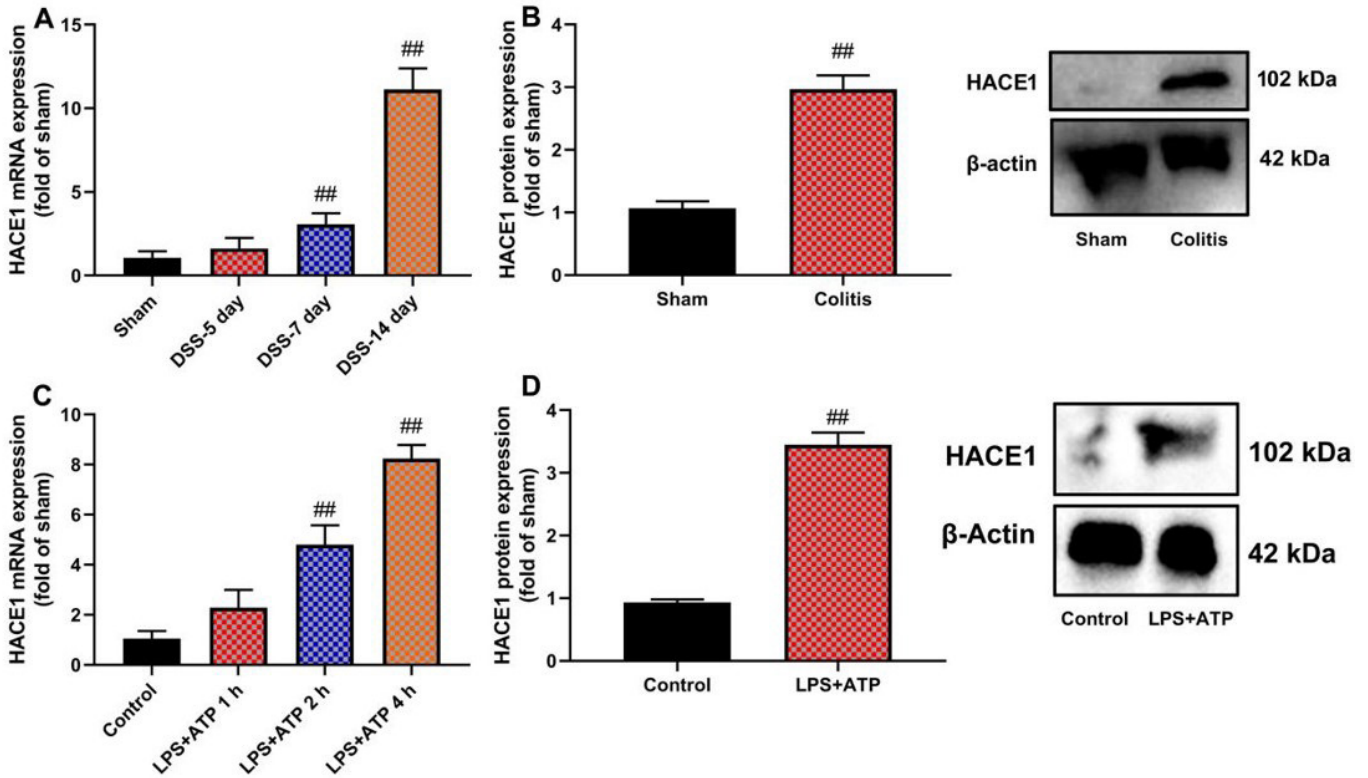 A
HACE1 mRNA expression
(fold of sham)
15
10
5
0
##
##
Sham
DSS-5 day
DSS-7 day
DSS-14 day
B
HACE1 protein expression
(fold of sham)
4
3
2
1
0
##
Sham
Colitis
HACE1
102 kDa
β-actin
42 kDa
Sham
Colitis
C
HACE1 mRNA expression
(fold of sham)
10
8
6
4
2
0
##
##
Control
LPS+ATP 1 h
LPS+ATP 2 h
LPS+ATP 4 h
D
HACE1 protein expression
(fold of sham)
4
3
2
1
0
##
Control
LPS+ATP
HACE1
102 kDa
β-Actin
42 kDa
Control
LPS+ATP